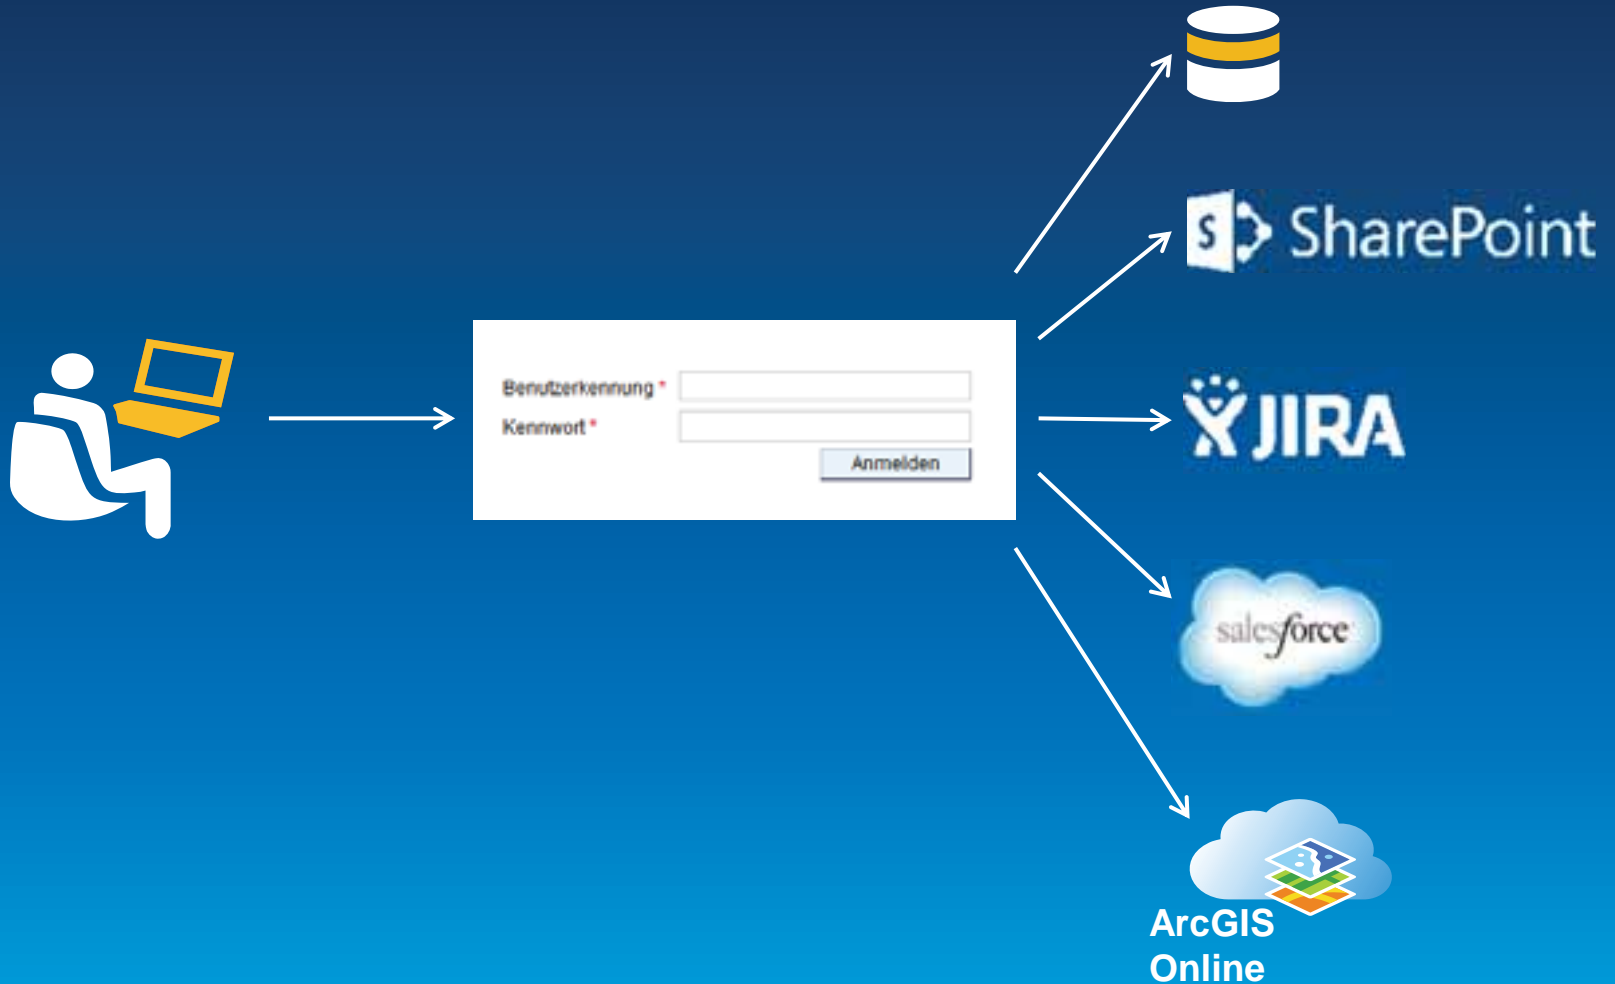 S SharePoint
Benutzerkennung *
Kennwort *
Anmelden
JIRA
salesforce
ArcGIS
Online